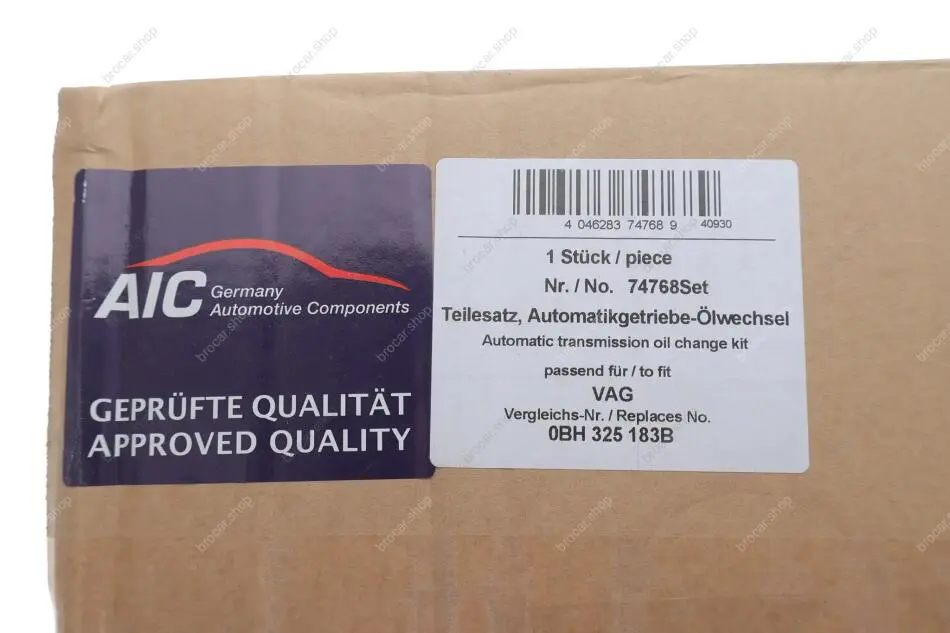 AIC Germany
Automotive Components
GEPRÜFTE QUALITÄT
APPROVED QUALITY
4 046283 74768 9 40930
1 Stück / piece
Nr. / No. 74768Set
Teilesatz, Automatikgetriebe-Ölwechsel
Automatic transmission oil change kit
passend für / to fit
VAG
Vergleichs-Nr. / Replaces No.
0BH 325 183B
brocar.shop